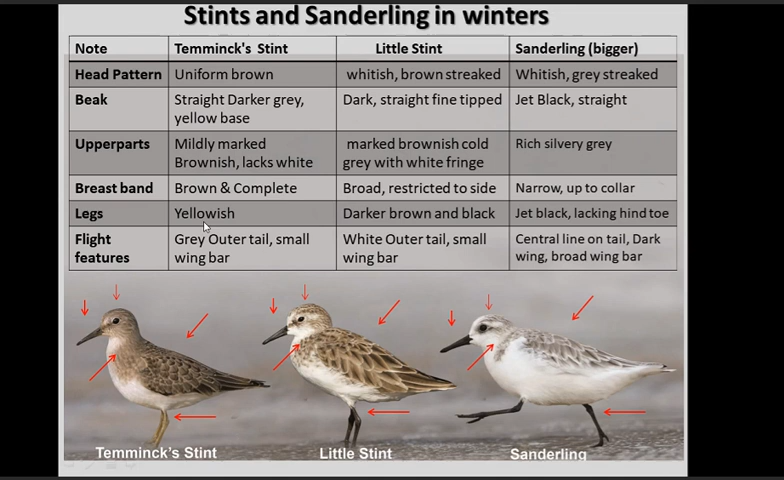 Stints and Sanderling in winters
Note Temminck's Stint Little Stint Sanderling (bigger)
Head Pattern Uniform brown whitish, brown streaked Whitish, grey streaked
Beak Straight Darker grey, Dark, straight fine tipped Jet Black, straight
yellow base
Upperparts Mildly marked marked brownish cold Rich silvery grey
Brownish, lacks white grey with white fringe
Breast band Brown & Complete Broad, restricted to side Narrow, up to collar
Legs Yellowish Darker brown and black Jet black, lacking hind toe
Flight Grey Outer tail, small White Outer tail, small Central line on tail, Dark
features wing bar wing bar wing, broad wing bar
Temminck's Stint Little Stint Sanderling